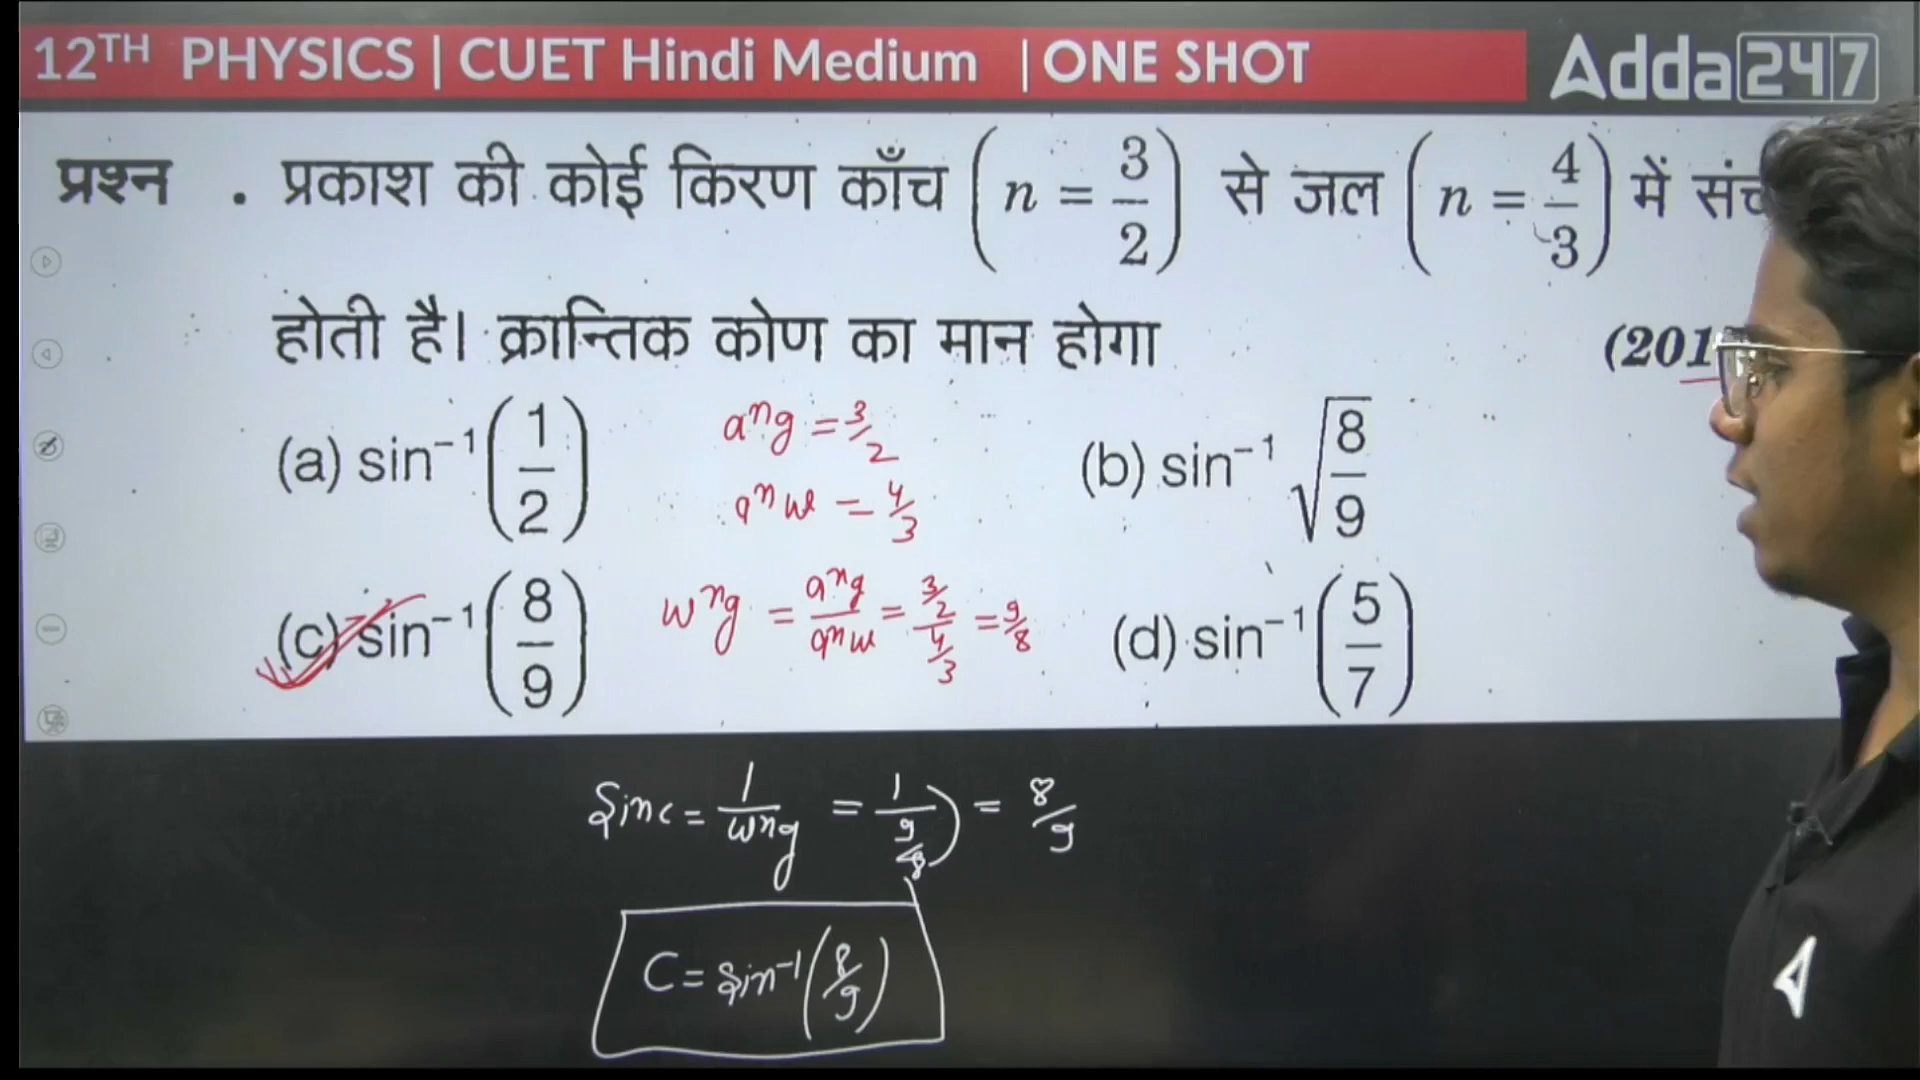 12TH PHYSICS | CUET Hindi Medium | ONE SHOT
Adda247
प्रश्न . प्रकाश की कोई किरण काँच (n = 3/2) से जल (n = 4/3) में
होती है। क्रान्तिक कोण का मान होगा (201
(a) sin⁻¹ (1/2)
(b) sin⁻¹ √(8/9)
(c) sin⁻¹ (8/9)
(d) sin⁻¹ (5/7)
aⁿg = 3/2
aⁿw = 4/3
wⁿg = aⁿg/aⁿw = (3/2)/(4/3) = 9/8
Sinc = 1/wⁿg = 1/(9/8) = 8/9
C = Sin⁻¹ (8/9)